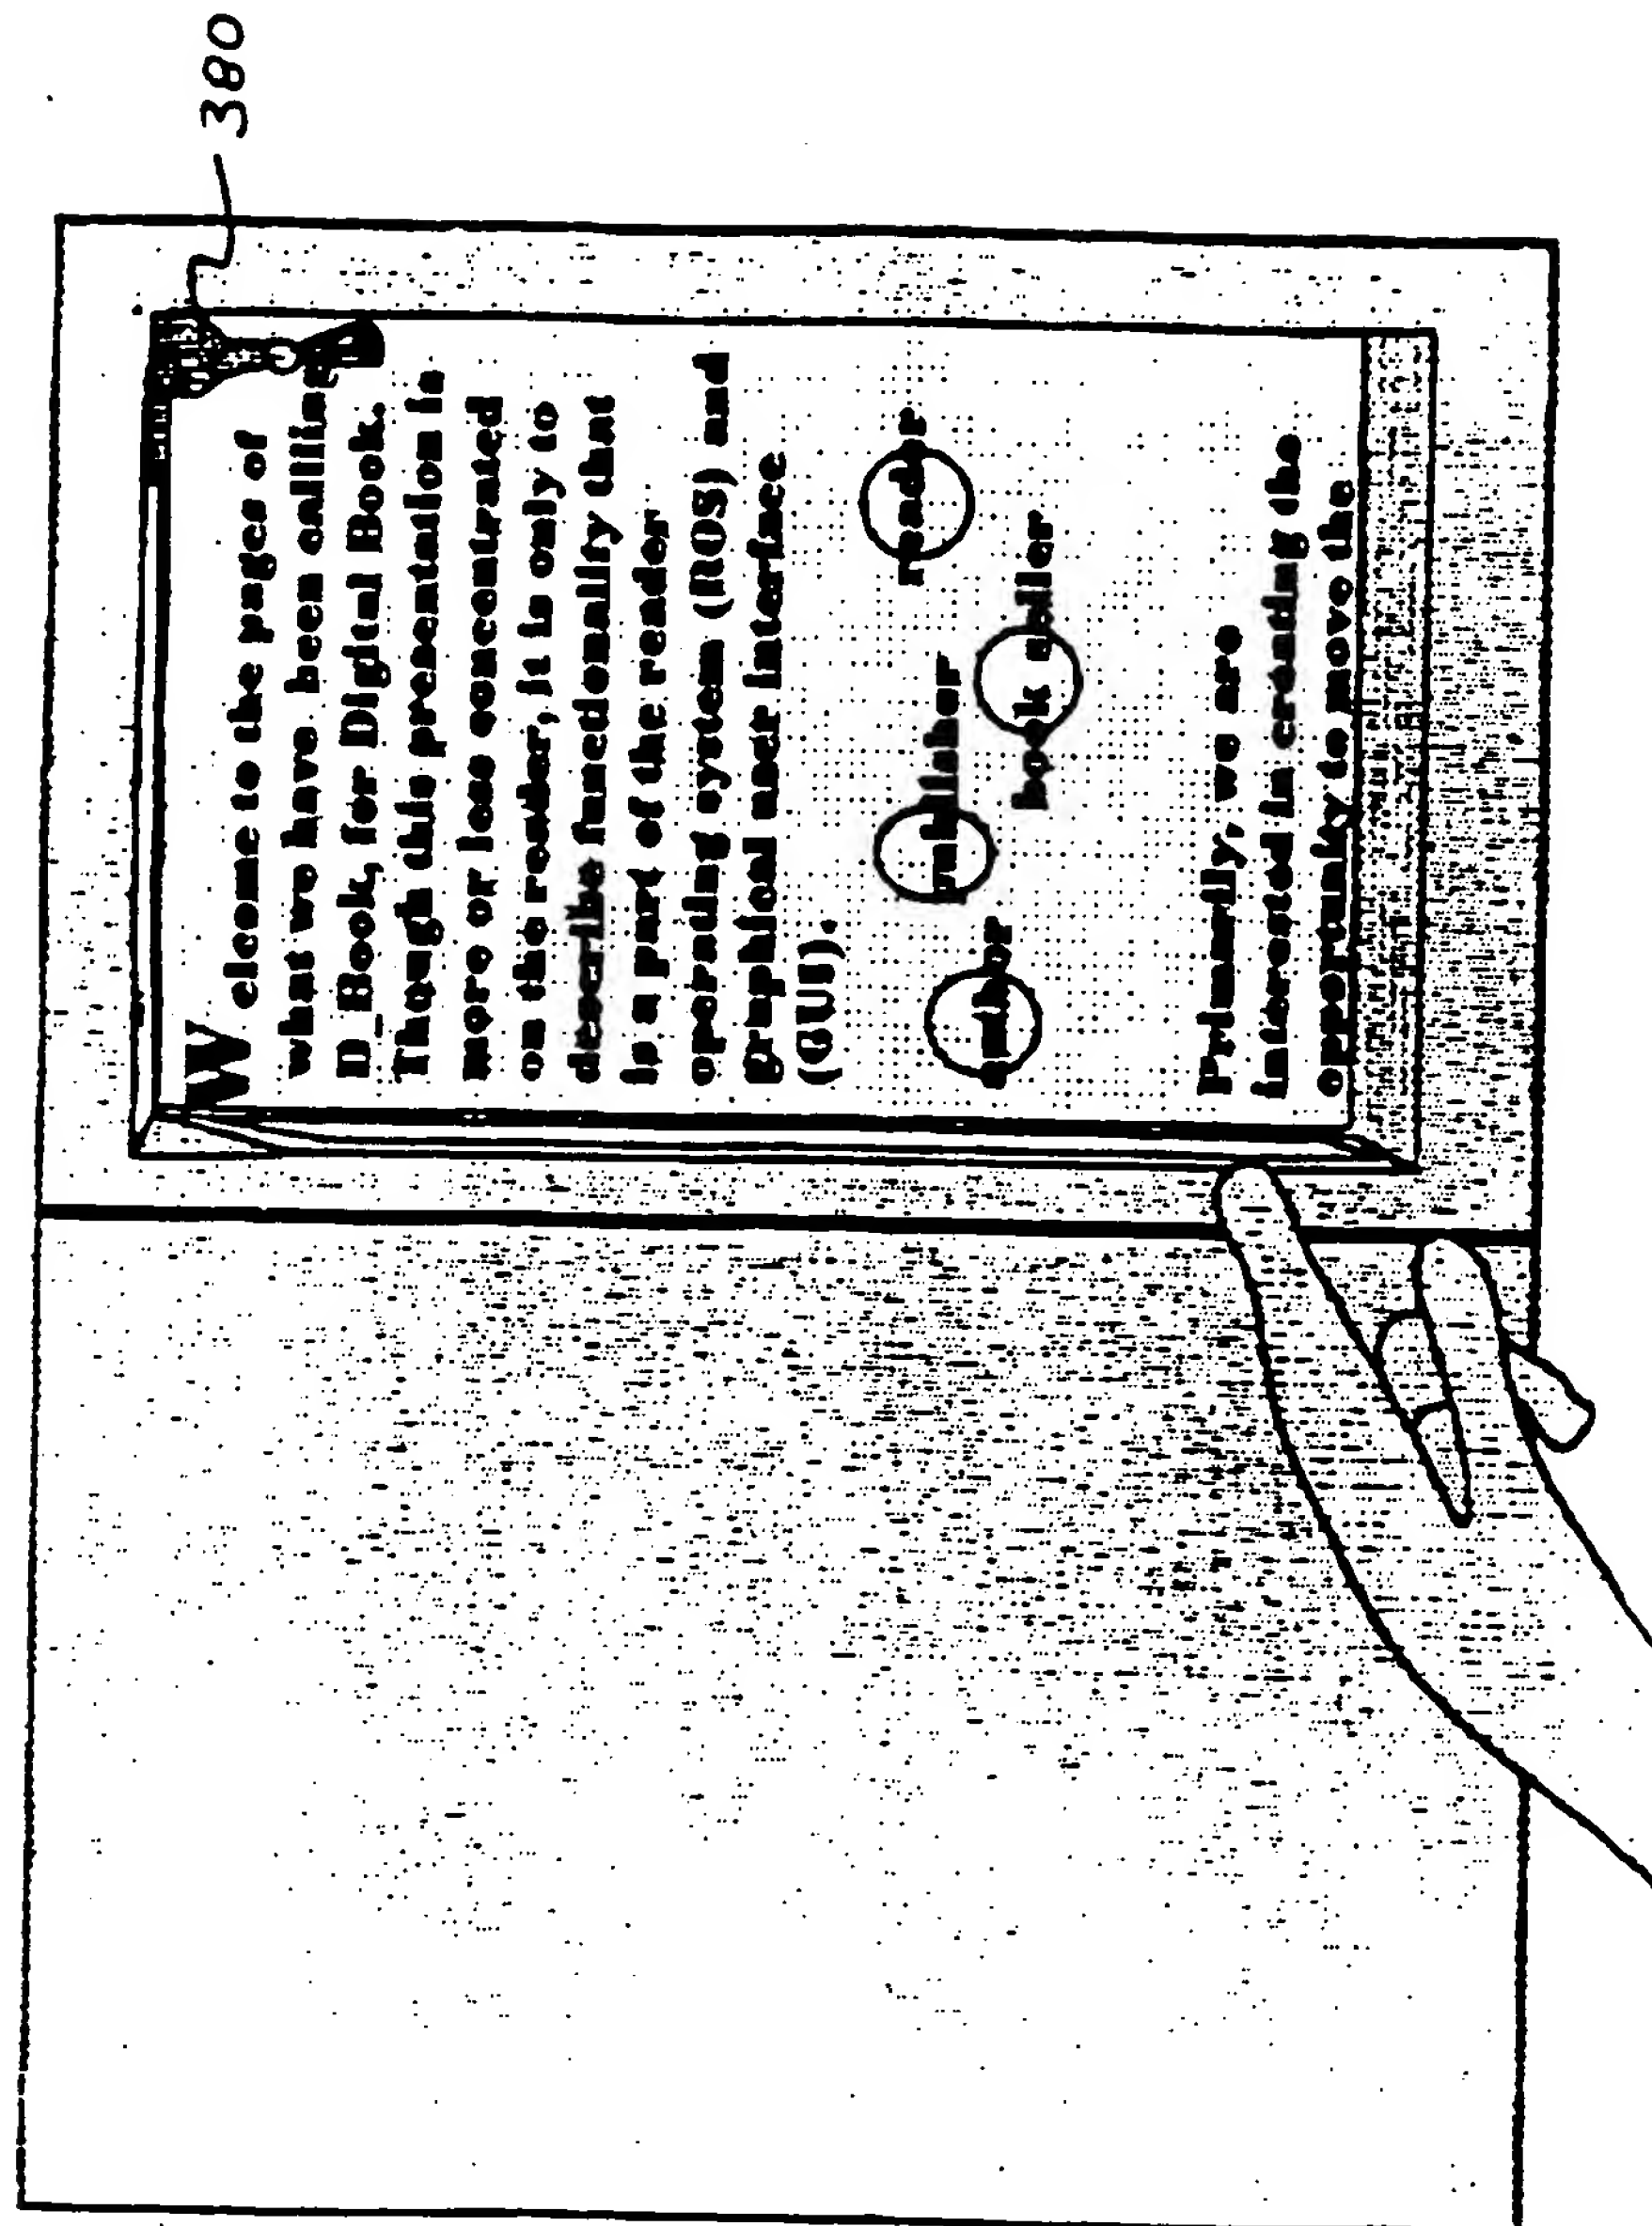 380
Welcome to the pages of
what we have been calling
D_Book, for Digital Book.
Though this presentation is
more or less concentrated
on the reader, it is only to
describe functionally that
is a part of the reader
operating system (ROS) and
graphical user interface
(GUI).
reader
publisher
book seller
author
Primarily, we are
interested in creating the
opportunity to move the